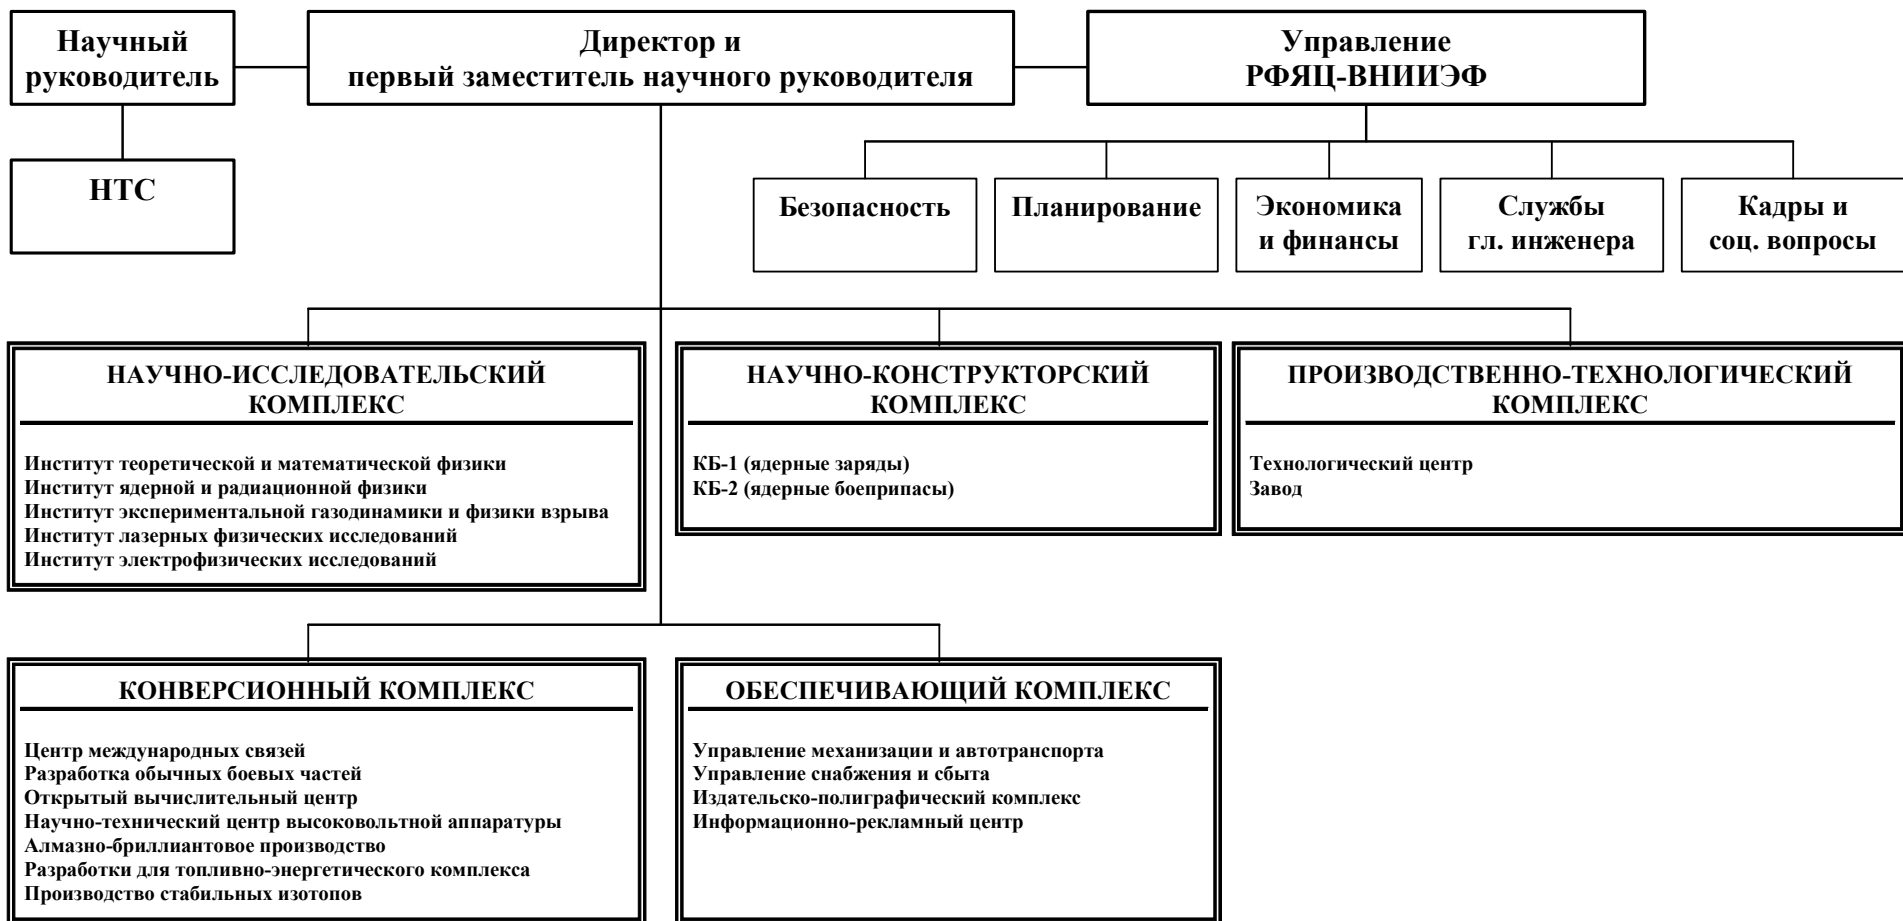 Научный
руководитель
Директор и
первый заместитель научного руководителя
Управление
РФЯЦ-ВНИИЭФ
НТС
Безопасность
Планирование
Экономика
и финансы
Службы
гл. инженера
Кадры и
соц. вопросы
НАУЧНО-ИССЛЕДОВАТЕЛЬСКИЙ
КОМПЛЕКС
Институт теоретической и математической физики
Институт ядерной и радиационной физики
Институт экспериментальной газодинамики и физики взрыва
Институт лазерных физических исследований
Институт электрофизических исследований
НАУЧНО-КОНСТРУКТОРСКИЙ
КОМПЛЕКС
КБ-1 (ядерные заряды)
КБ-2 (ядерные боеприпасы)
ПРОИЗВОДСТВЕННО-ТЕХНОЛОГИЧЕСКИЙ
КОМПЛЕКС
Технологический центр
Завод
КОНВЕРСИОННЫЙ КОМПЛЕКС
Центр международных связей
Разработка обычных боевых частей
Открытый вычислительный центр
Научно-технический центр высоковольтной аппаратуры
Алмазно-бриллиантовое производство
Разработки для топливно-энергетического комплекса
Производство стабильных изотопов
ОБЕСПЕЧИВАЮЩИЙ КОМПЛЕКС
Управление механизации и автотранспорта
Управление снабжения и сбыта
Издательско-полиграфический комплекс
Информационно-рекламный центр